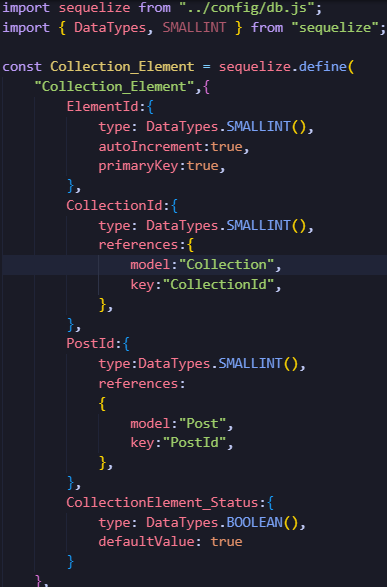 import sequelize from "../config/db.js";
import { DataTypes, SMALLINT } from "sequelize";
const Collection_Element = sequelize.define(
"Collection_Element",{
ElementId:{
type: DataTypes.SMALLINT(),
autoIncrement:true,
primaryKey:true,
},
CollectionId:{
type: DataTypes.SMALLINT(),
references:{
model:"Collection",
key:"CollectionId",
},
},
PostId:{
type:DataTypes.SMALLINT(),
references:
{
model:"Post",
key:"PostId",
},
},
CollectionElement_Status:{
type: DataTypes.BOOLEAN(),
defaultValue: true
}
},